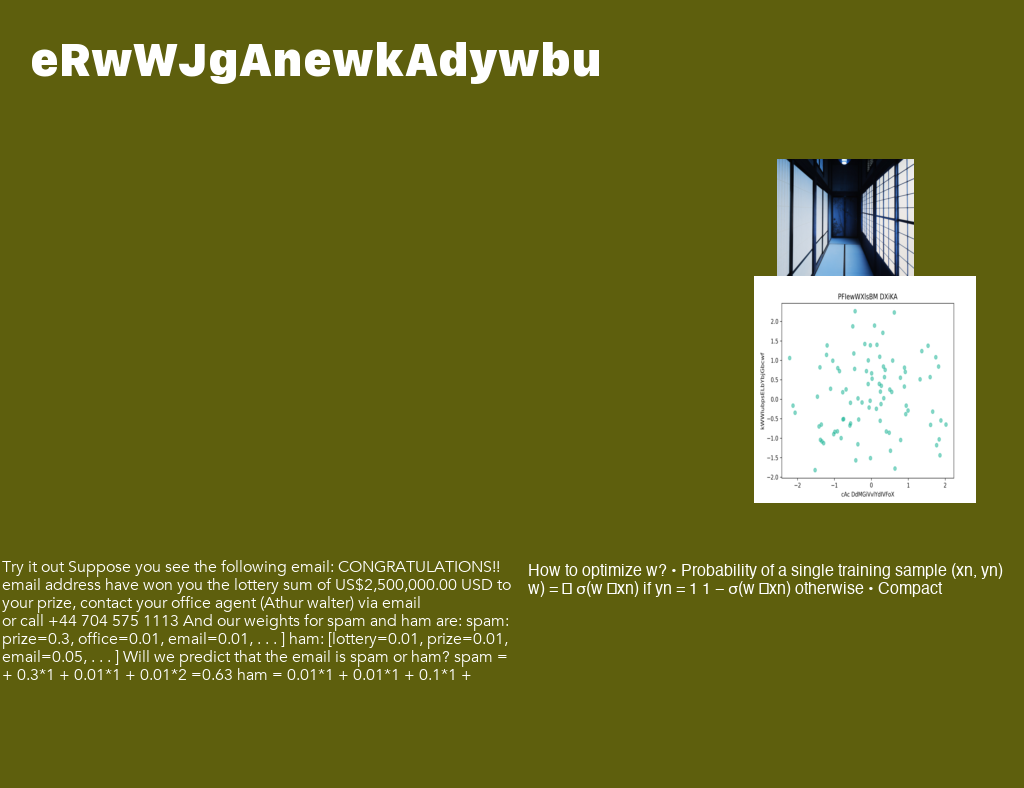 eRwWJgAnewkAdywbu
PFIewWXlsBM DXiKA
2.0
1.5
1.0
0.5
0.0
−0.5
−1.0
−1.5
−2.0
−2
−1
0
1
2
Try it out Suppose you see the following email: CONGRATULATIONS!!
email address have won you the lottery sum of US$2,500,000.00 USD to
your prize, contact your office agent (Athur walter) via email
or call +44 704 575 1113 And our weights for spam and ham are: spam:
prize=0.3, office=0.01, email=0.01, . . . ] ham: [lottery=0.01, prize=0.01,
email=0.05, . . . ] Will we predict that the email is spam or ham? spam =
+ 0.3*1 + 0.01*1 + 0.01*2 =0.63 ham = 0.01*1 + 0.01*1 + 0.1*1 +
How to optimize w? • Probability of a single training sample (xn, yn)
w) = σ(w xn) if yn = 1 1 − σ(w xn) otherwise • Compact